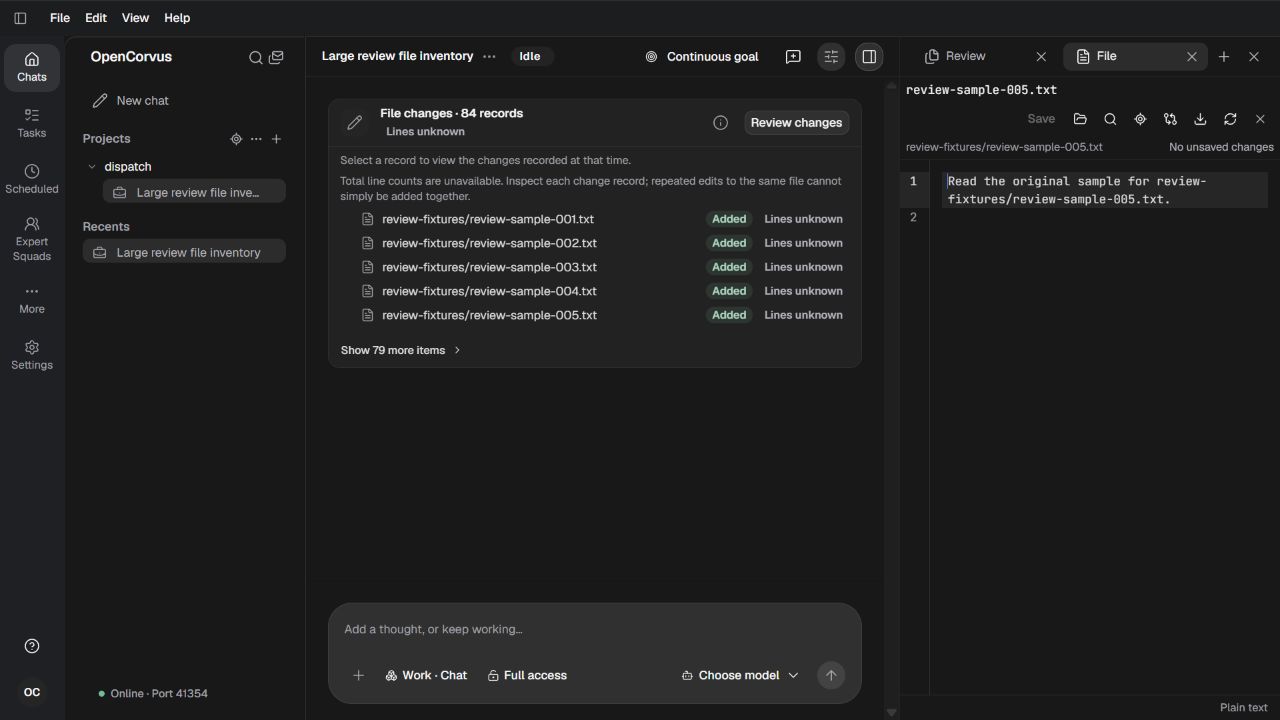 File Edit View Help
Chats
Tasks
Scheduled
Expert
Squads
More
Settings
OC
OpenCorvus
New chat
Projects
dispatch
Large review file inve...
Recents
Large review file inventory
Online · Port 41354
Large review file inventory ... Idle Continuous goal
File changes · 84 records
Lines unknown
Review changes
Select a record to view the changes recorded at that time.
Total line counts are unavailable. Inspect each change record; repeated edits to the same file cannot
simply be added together.
review-fixtures/review-sample-001.txt Added Lines unknown
review-fixtures/review-sample-002.txt Added Lines unknown
review-fixtures/review-sample-003.txt Added Lines unknown
review-fixtures/review-sample-004.txt Added Lines unknown
review-fixtures/review-sample-005.txt Added Lines unknown
Show 79 more items
Add a thought, or keep working...
Work · Chat Full access Choose model
Review File
review-sample-005.txt
Save
review-fixtures/review-sample-005.txt No unsaved changes
1 Read the original sample for review-
fixtures/review-sample-005.txt.
2
Plain text